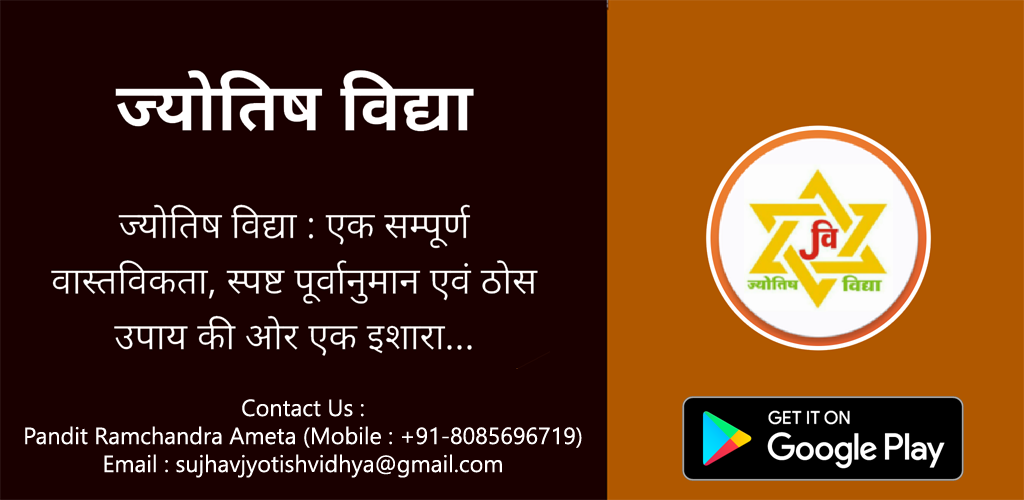 ज्योतिष विद्या
ज्योतिष विद्या : एक सम्पूर्ण
वास्तविकता, स्पष्ट पूर्वानुमान एवं ठोस
उपाय की ओर एक इशारा...
Contact Us :
Pandit Ramchandra Ameta (Mobile : +91-8085696719)
Email : sujhavjyotishvidhya@gmail.com
वि
ज्योतिष विद्या
GET IT ON
Google Play